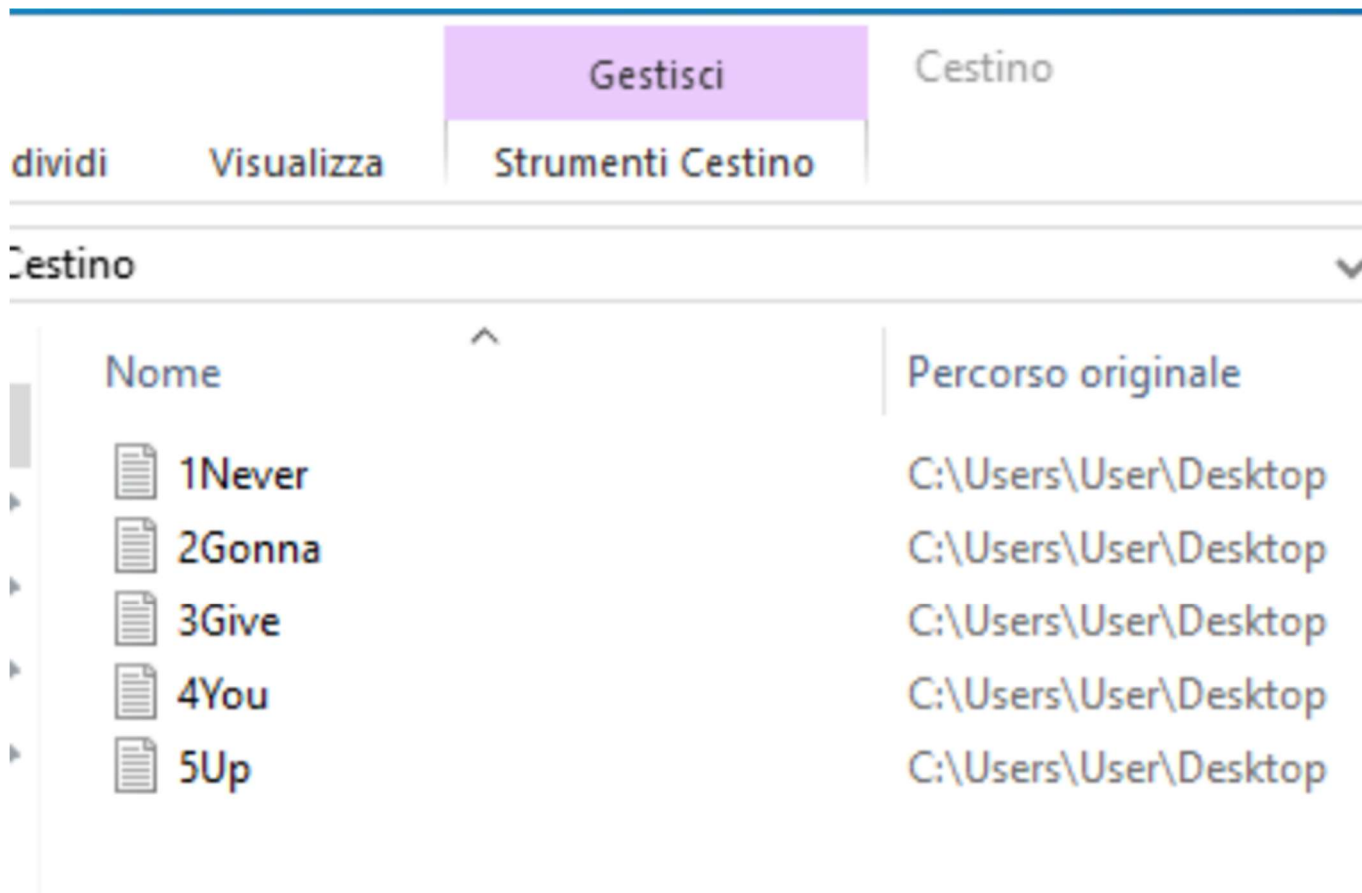 Gestisci Cestino
dividi Visualizza Strumenti Cestino
Cestino
Nome Percorso originale
1Never C:\Users\User\Desktop
2Gonna C:\Users\User\Desktop
3Give C:\Users\User\Desktop
4You C:\Users\User\Desktop
5Up C:\Users\User\Desktop